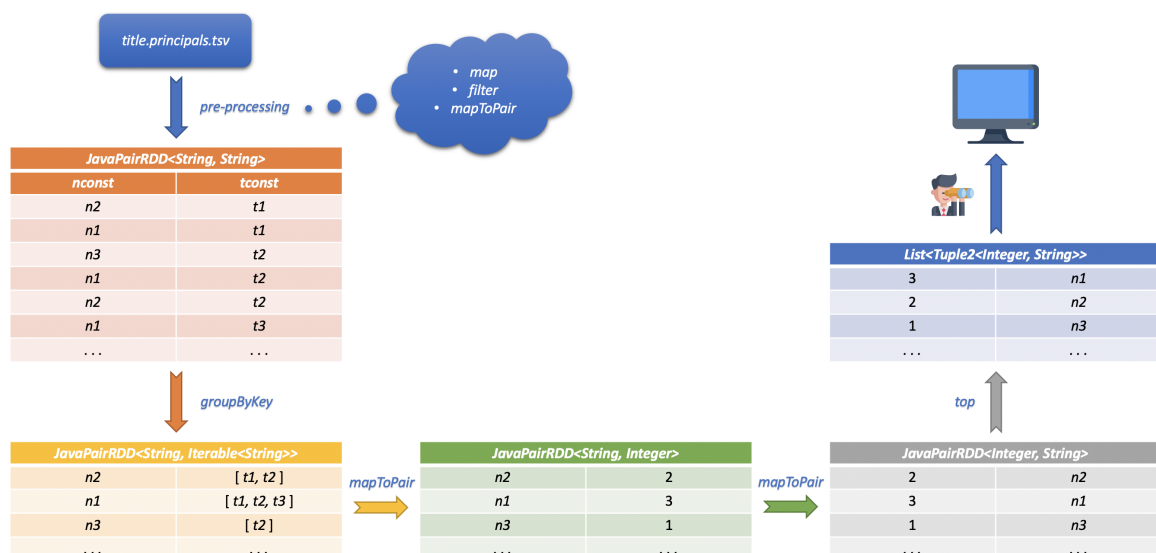 title.principals.tsv
pre-processing
• map
• filter
• mapToPair
JavaPairRDD<String, String>
nconst tconst
n2 t1
n1 t1
n3 t2
n1 t2
n2 t2
n1 t3
... ...
groupByKey
JavaPairRDD<String, Iterable<String>>
n2 [ t1, t2 ]
n1 [ t1, t2, t3 ]
n3 [ t2 ]
... ...
mapToPair
JavaPairRDD<String, Integer>
n2 2
n1 3
n3 1
... ...
mapToPair
JavaPairRDD<Integer, String>
2 n2
3 n1
1 n3
... ...
top
List<Tuple2<Integer, String>>
3 n1
2 n2
1 n3
... ...